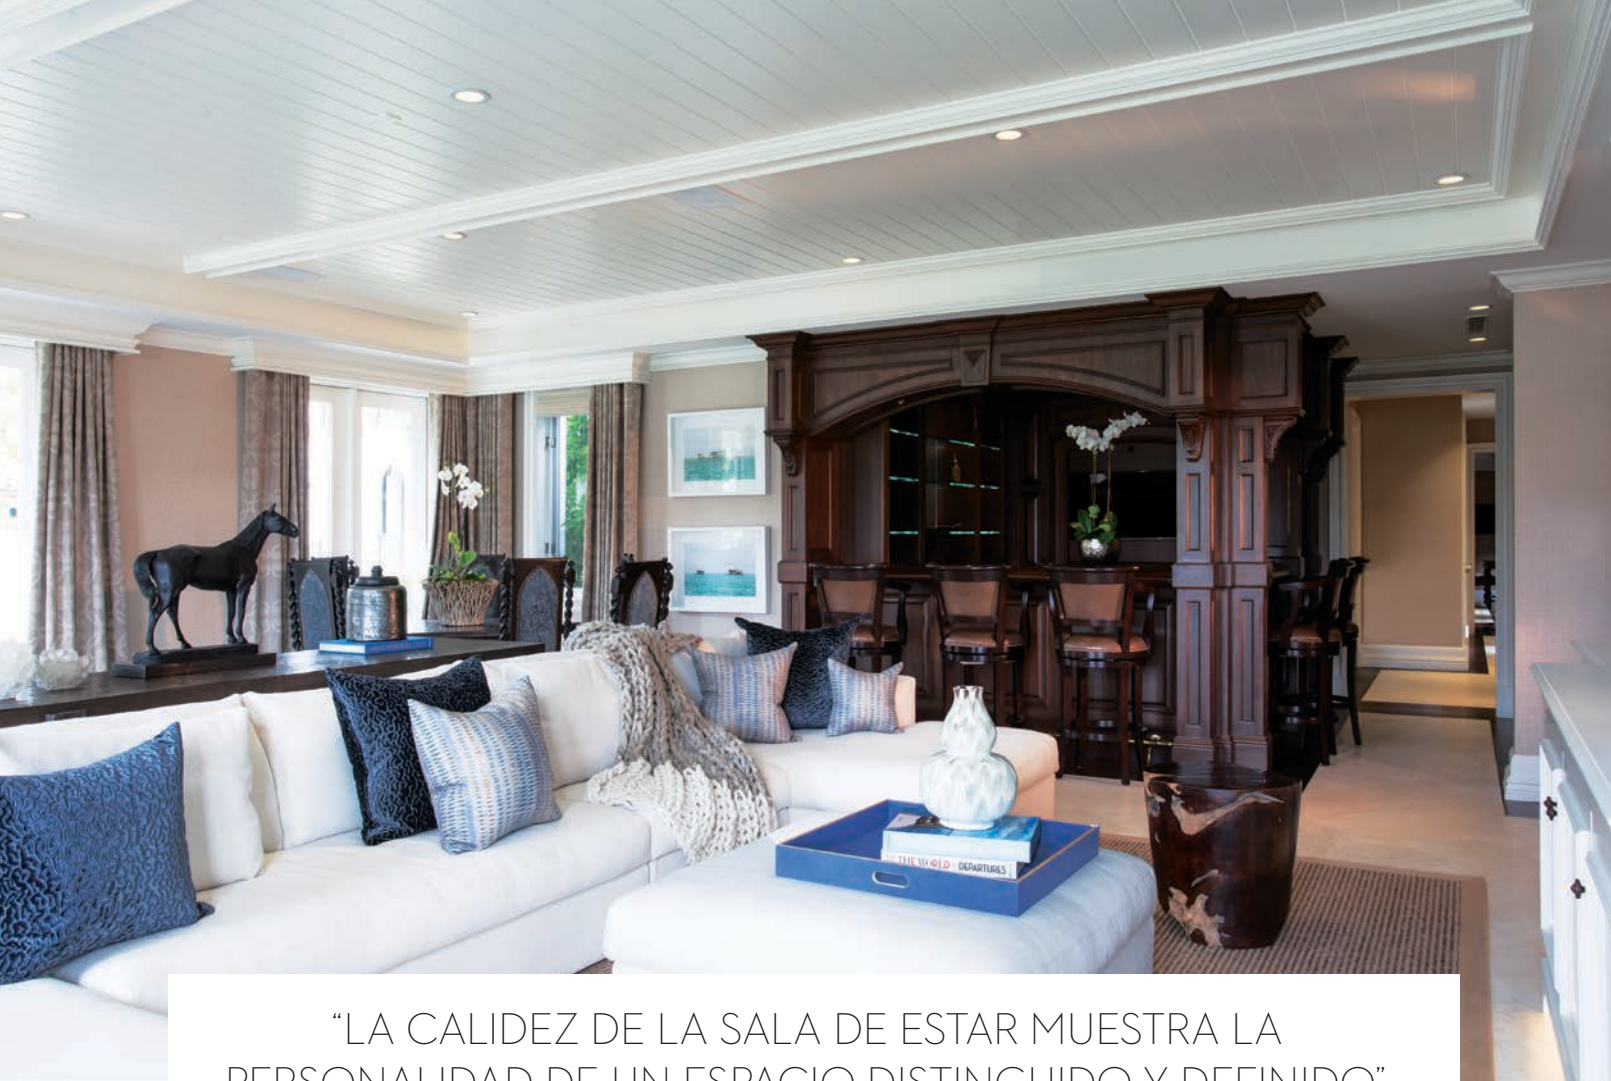 THE WORLD DEPARTURES
“LA CALIDEZ DE LA SALA DE ESTAR MUESTRA LA
PERSONALIDAD DE UN ESPACIO DISTINGUIDO Y DEFINIDO”